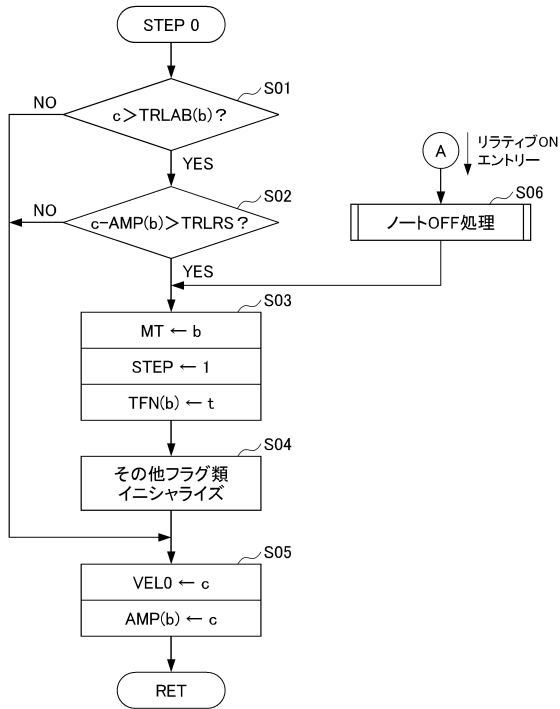 STEP 0
S01
c＞TRLAB(b)？
NO
YES
S02
c−AMP(b)＞TRLRS？
NO
YES
A
リラティブON
エントリー
S06
ノートOFF処理
S03
MT ← b
STEP ← 1
TFN(b) ← t
S04
その他フラグ類
イニシャライズ
S05
VEL0 ← c
AMP(b) ← c
RET